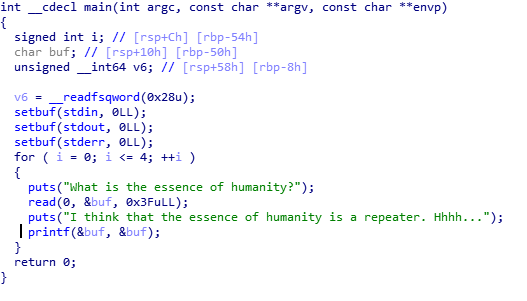 int __cdecl main(int argc, const char **argv, const char **envp)
{
signed int i; // [rsp+Ch] [rbp-54h]
char buf; // [rsp+10h] [rbp-50h]
unsigned __int64 v6; // [rsp+58h] [rbp-8h]
v6 = __readfsqword(0x28u);
setbuf(stdin, 0LL);
setbuf(stdout, 0LL);
setbuf(stderr, 0LL);
for ( i = 0; i <= 4; ++i )
{
puts("What is the essence of humanity?");
read(0, &buf, 0x3FuLL);
puts("I think that the essence of humanity is a repeater. Hhhh...");
printf(&buf, &buf);
}
return 0;
}